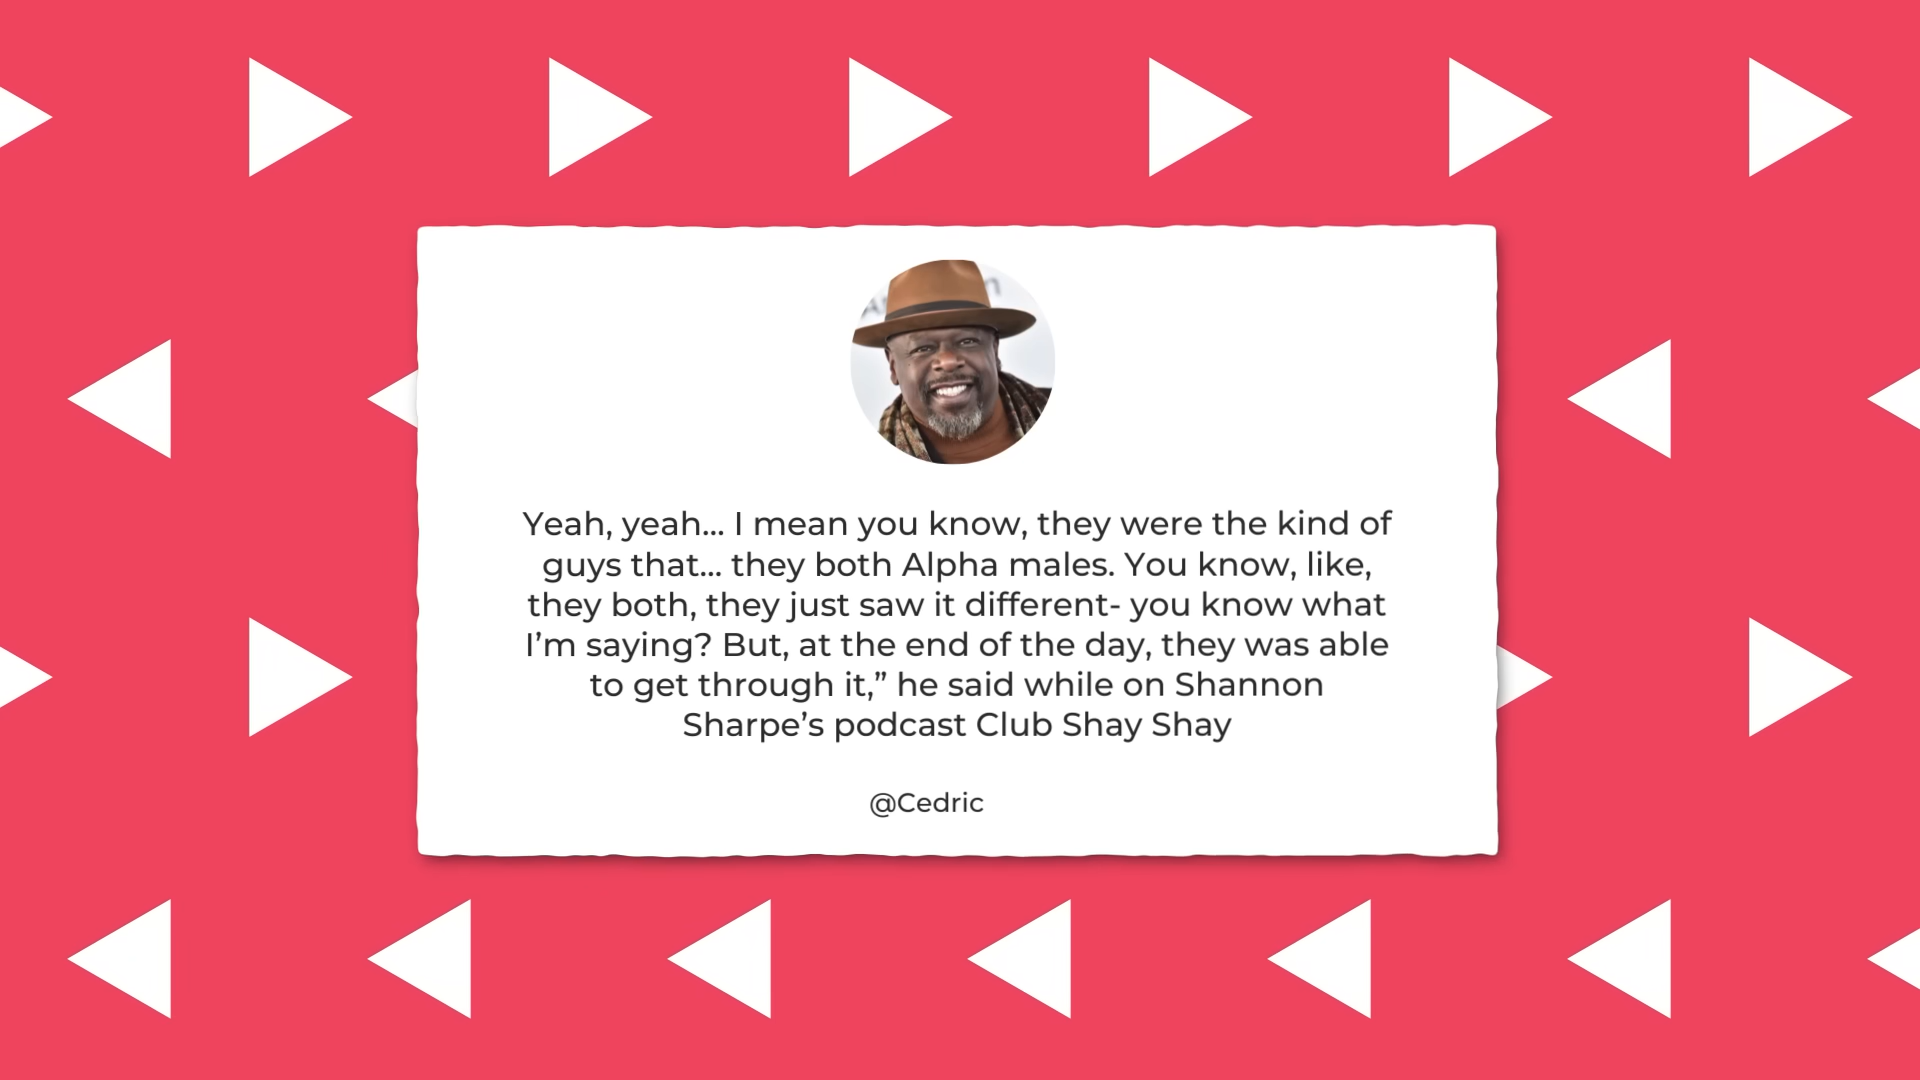 Yeah, yeah... I mean you know, they were the kind of
guys that... they both Alpha males. You know, like,
they both, they just saw it different- you know what
I’m saying? But, at the end of the day, they was able
to get through it,” he said while on Shannon
Sharpe’s podcast Club Shay Shay
@Cedric